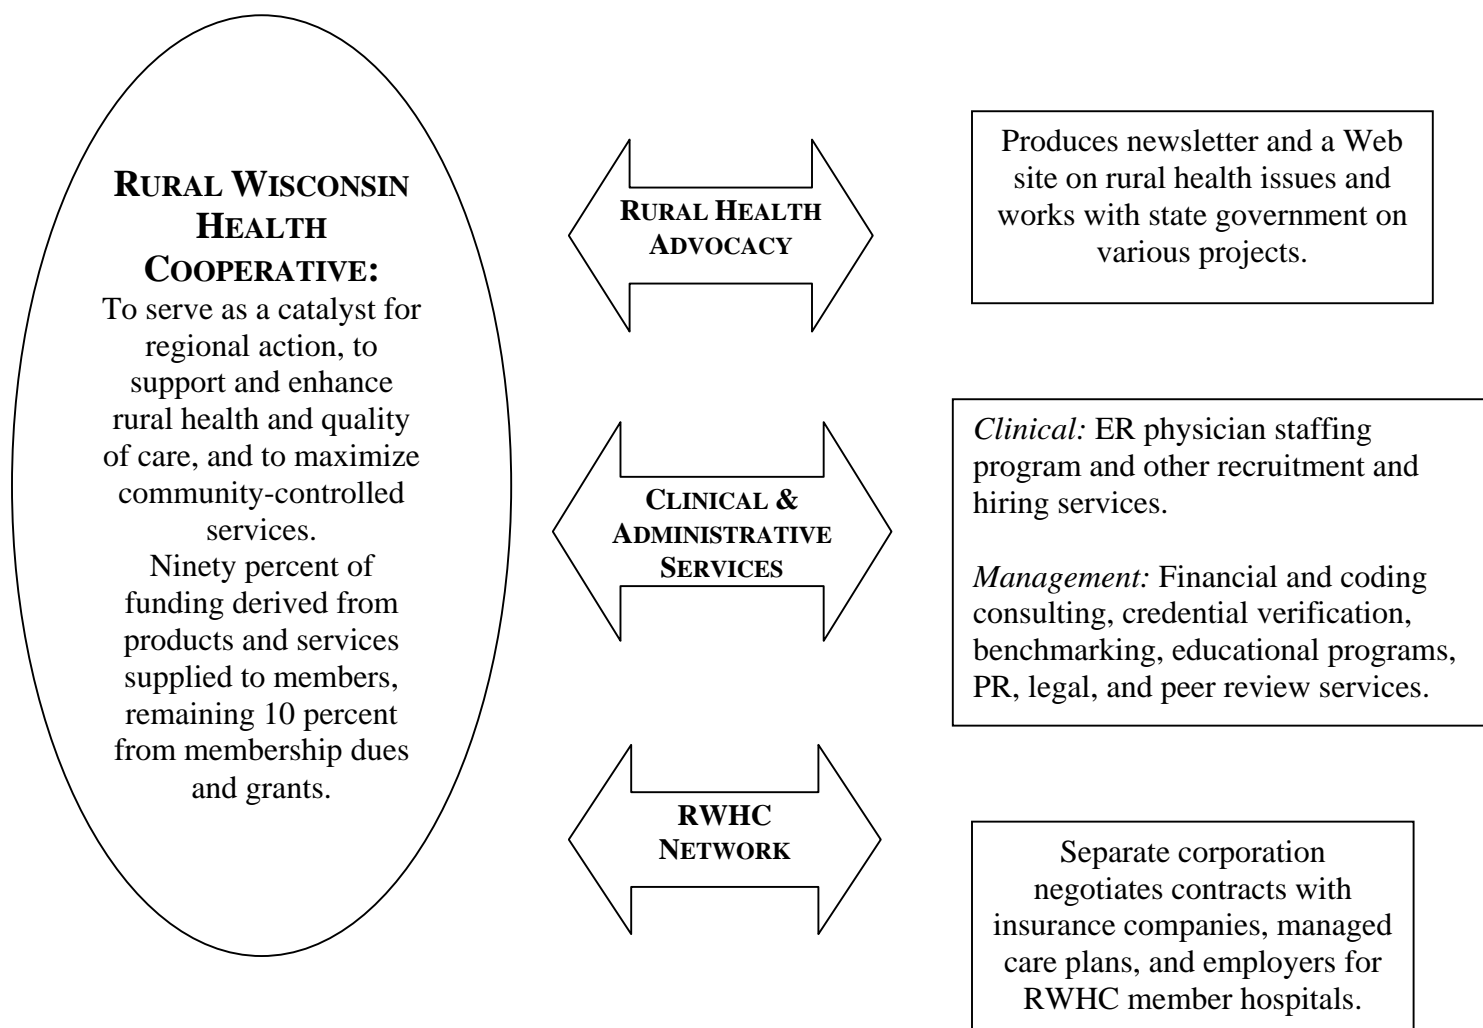 RURAL WISCONSIN
HEALTH
COOPERATIVE:
To serve as a catalyst for
regional action, to
support and enhance
rural health and quality
of care, and to maximize
community-controlled
services.
Ninety percent of
funding derived from
products and services
supplied to members,
remaining 10 percent
from membership dues
and grants.
RURAL HEALTH
ADVOCACY
Produces newsletter and a Web
site on rural health issues and
works with state government on
various projects.
CLINICAL &
ADMINISTRATIVE
SERVICES
Clinical: ER physician staffing
program and other recruitment and
hiring services.
Management: Financial and coding
consulting, credential verification,
benchmarking, educational programs,
PR, legal, and peer review services.
RWHC
NETWORK
Separate corporation
negotiates contracts with
insurance companies, managed
care plans, and employers for
RWHC member hospitals.